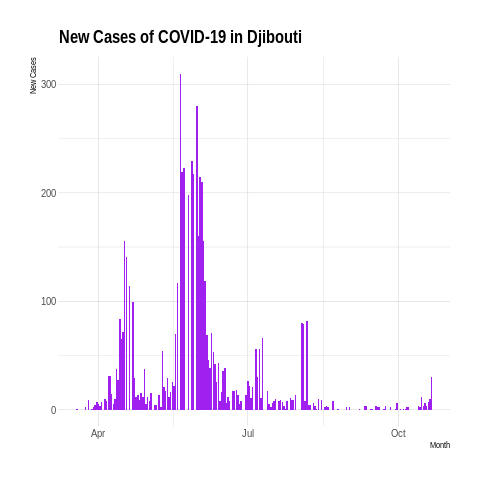 New Cases of COVID-19 in Djibouti
New Cases
300
200
100
0
Apr
Jul
Oct
Month